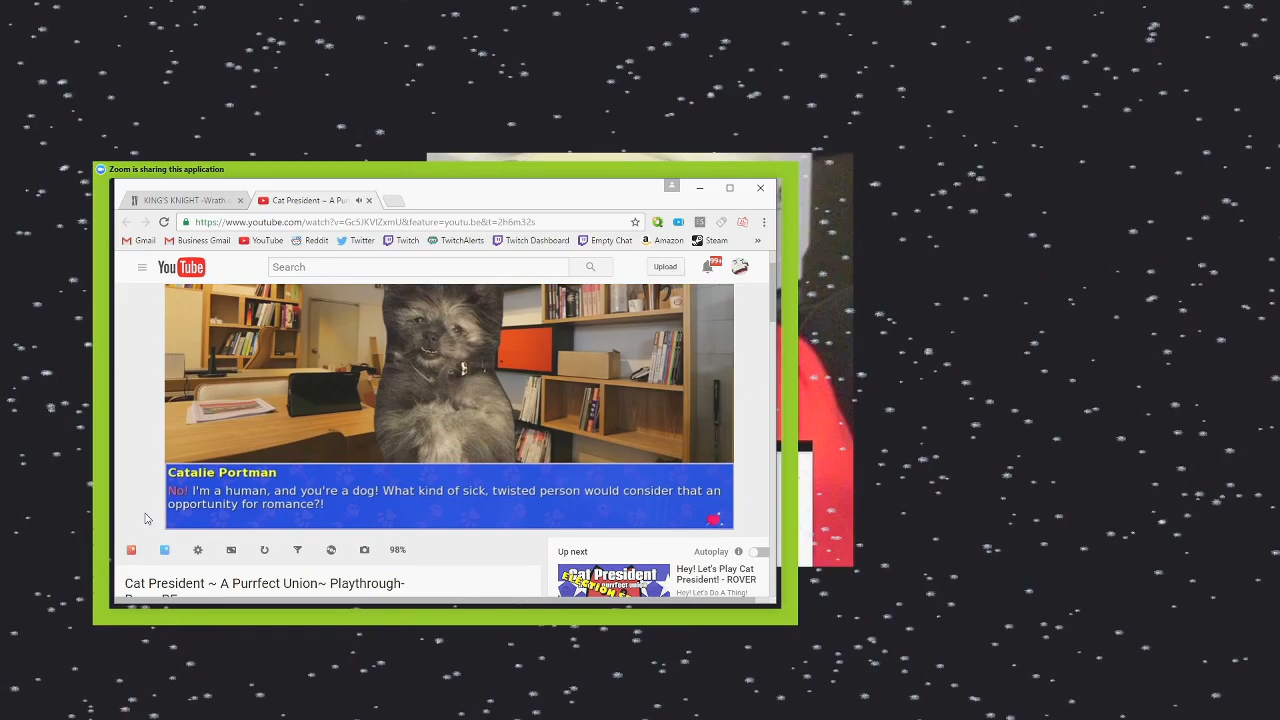 Zoom is sharing this application
KING'S KNIGHT -Wrath o
Cat President ~ A Pur
https://www.youtube.com/watch?v=Gc5JKVIZxmU&feature=youtu.be&t=2h6m32s
Gmail Business Gmail YouTube Reddit Twitter Twitch TwitchAlerts Twitch Dashboard Empty Chat Amazon Steam »
YouTube
Search
Upload
99+
Catalie Portman
No! I'm a human, and you're a dog! What kind of sick, twisted person would consider that an
opportunity for romance?!
98%
Up next
Autoplay
Cat President ~ A Purrfect Union~ Playthrough-
Cat President
Hey! Let's Play Cat
President! - ROVER
Hey! Let's Do A Thing!